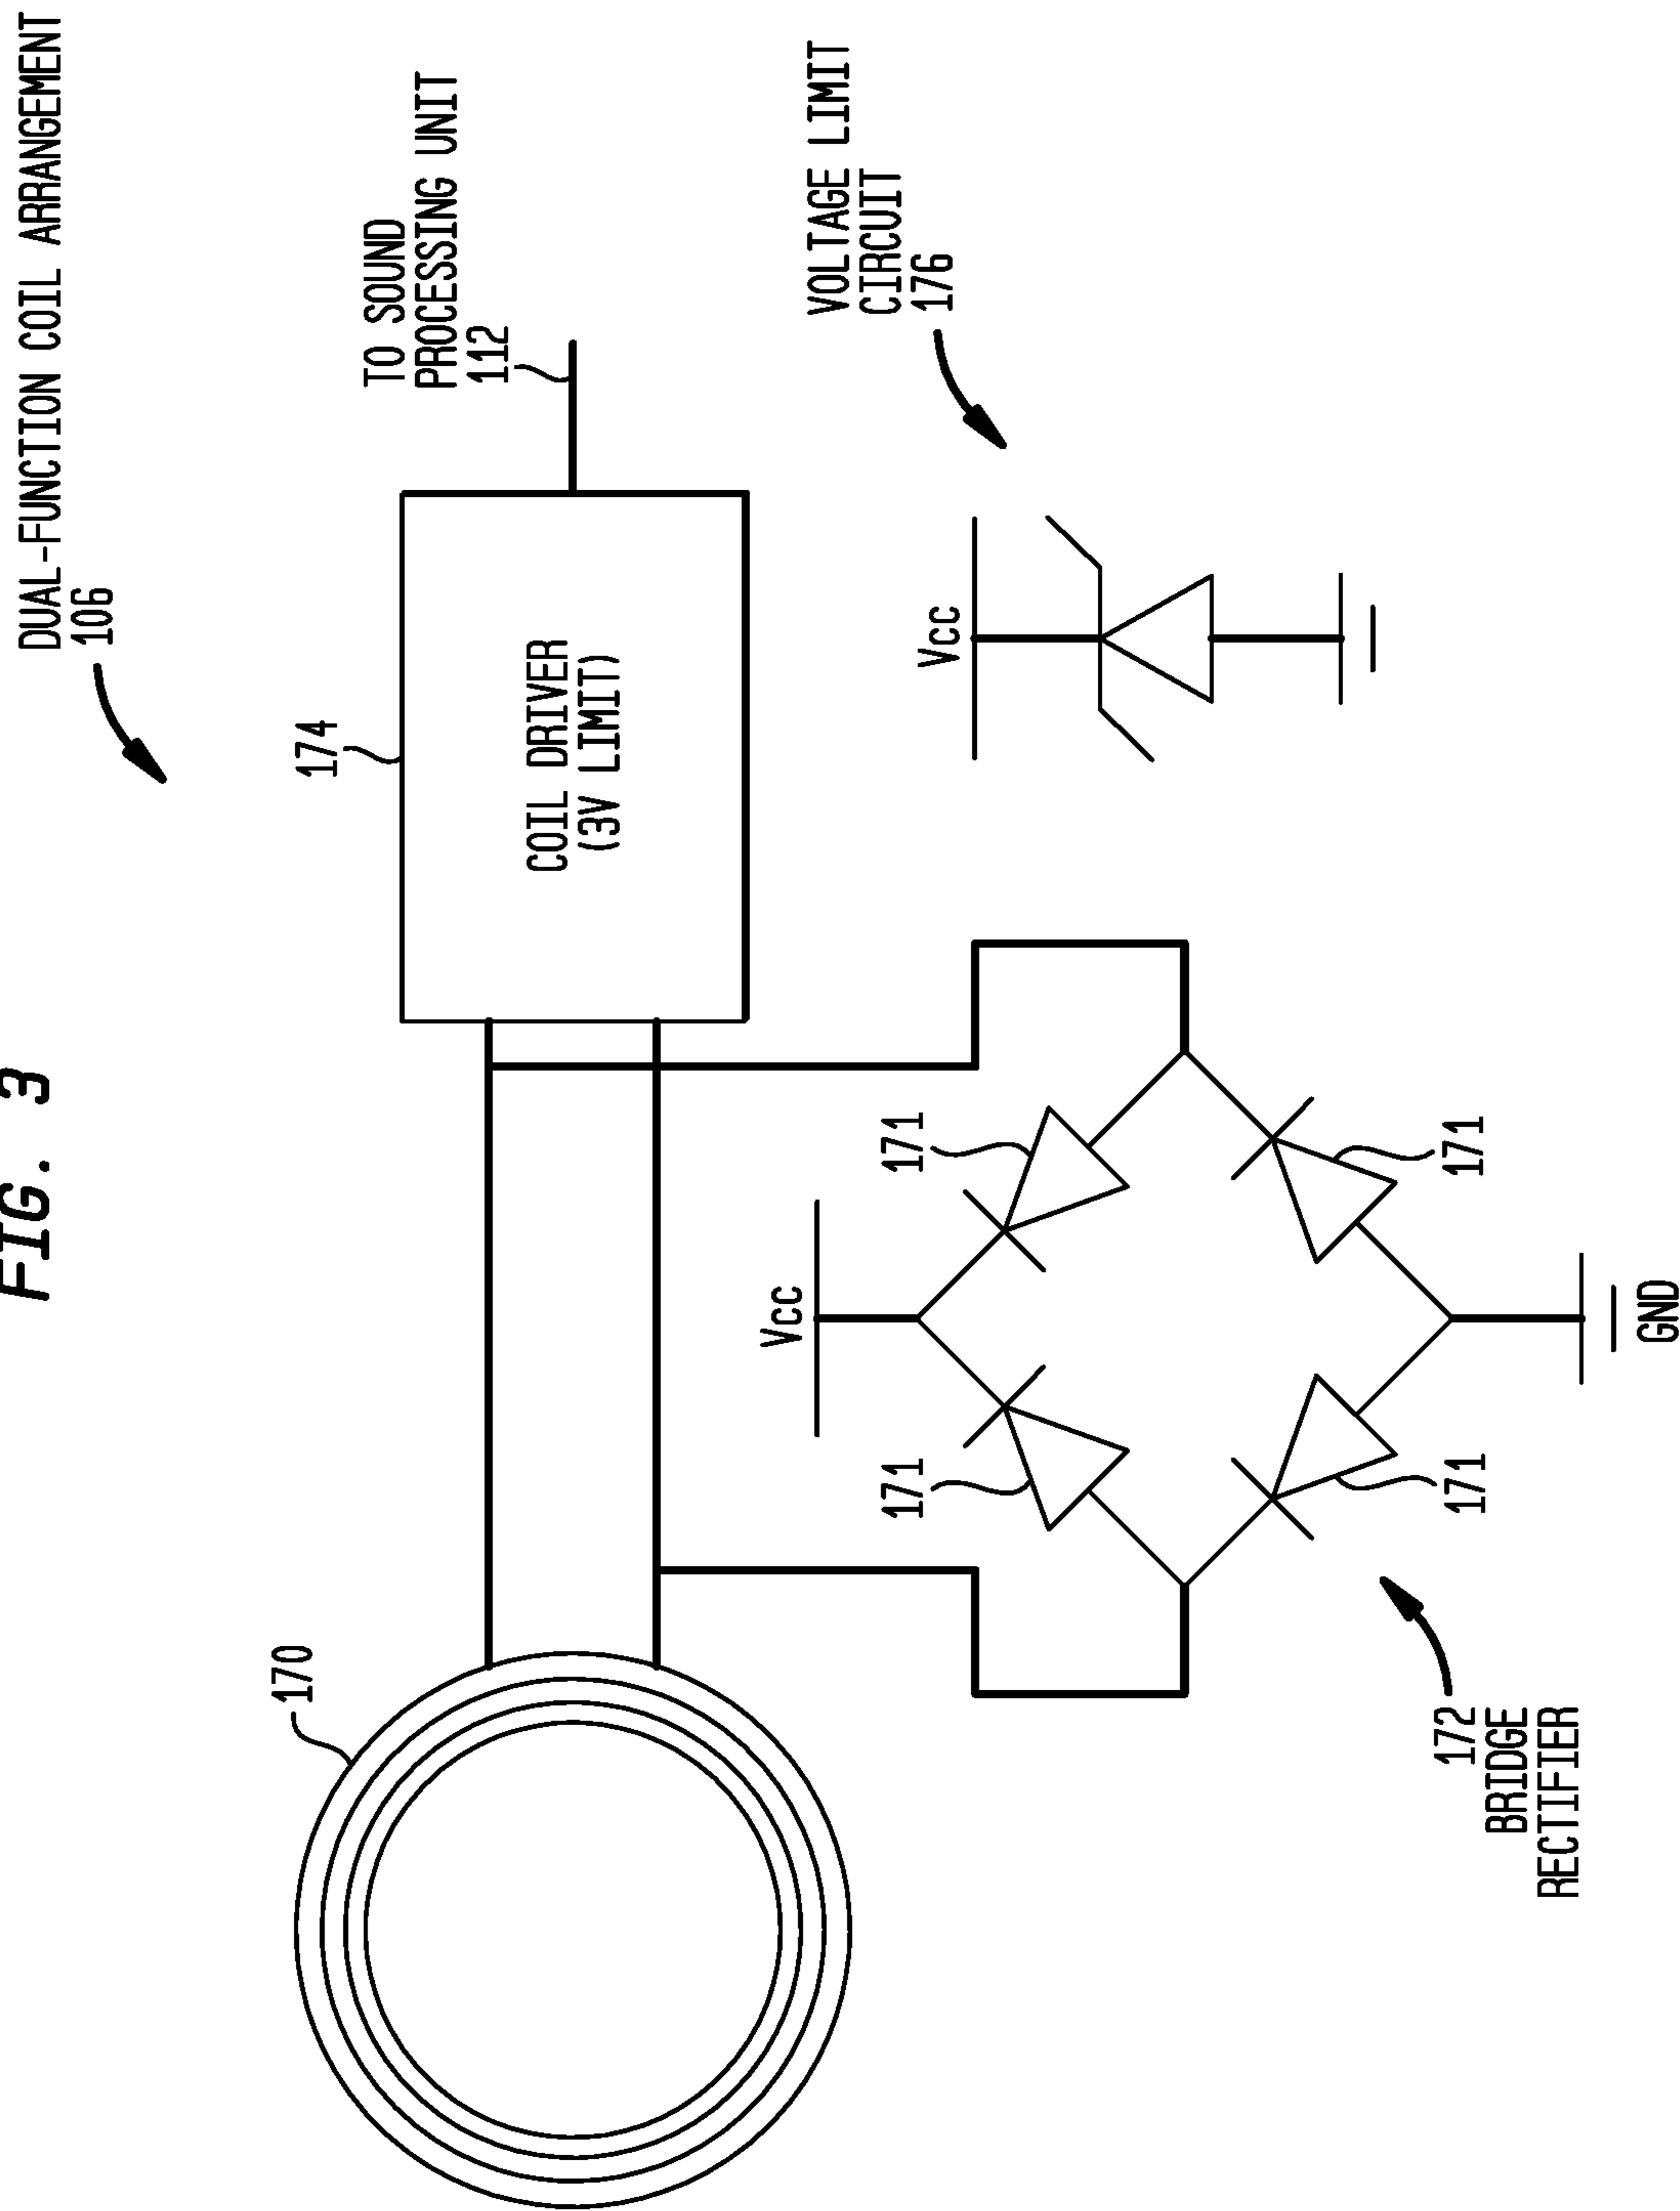 FIG. 3
DUAL-FUNCTION COIL ARRANGEMENT
106
170
174
COIL DRIVER
(3V LIMIT)
TO SOUND
PROCESSING UNIT
112
Vcc
171
171
171
171
GND
172
BRIDGE
RECTIFIER
Vcc
VOLTAGE LIMIT
CIRCUIT
176